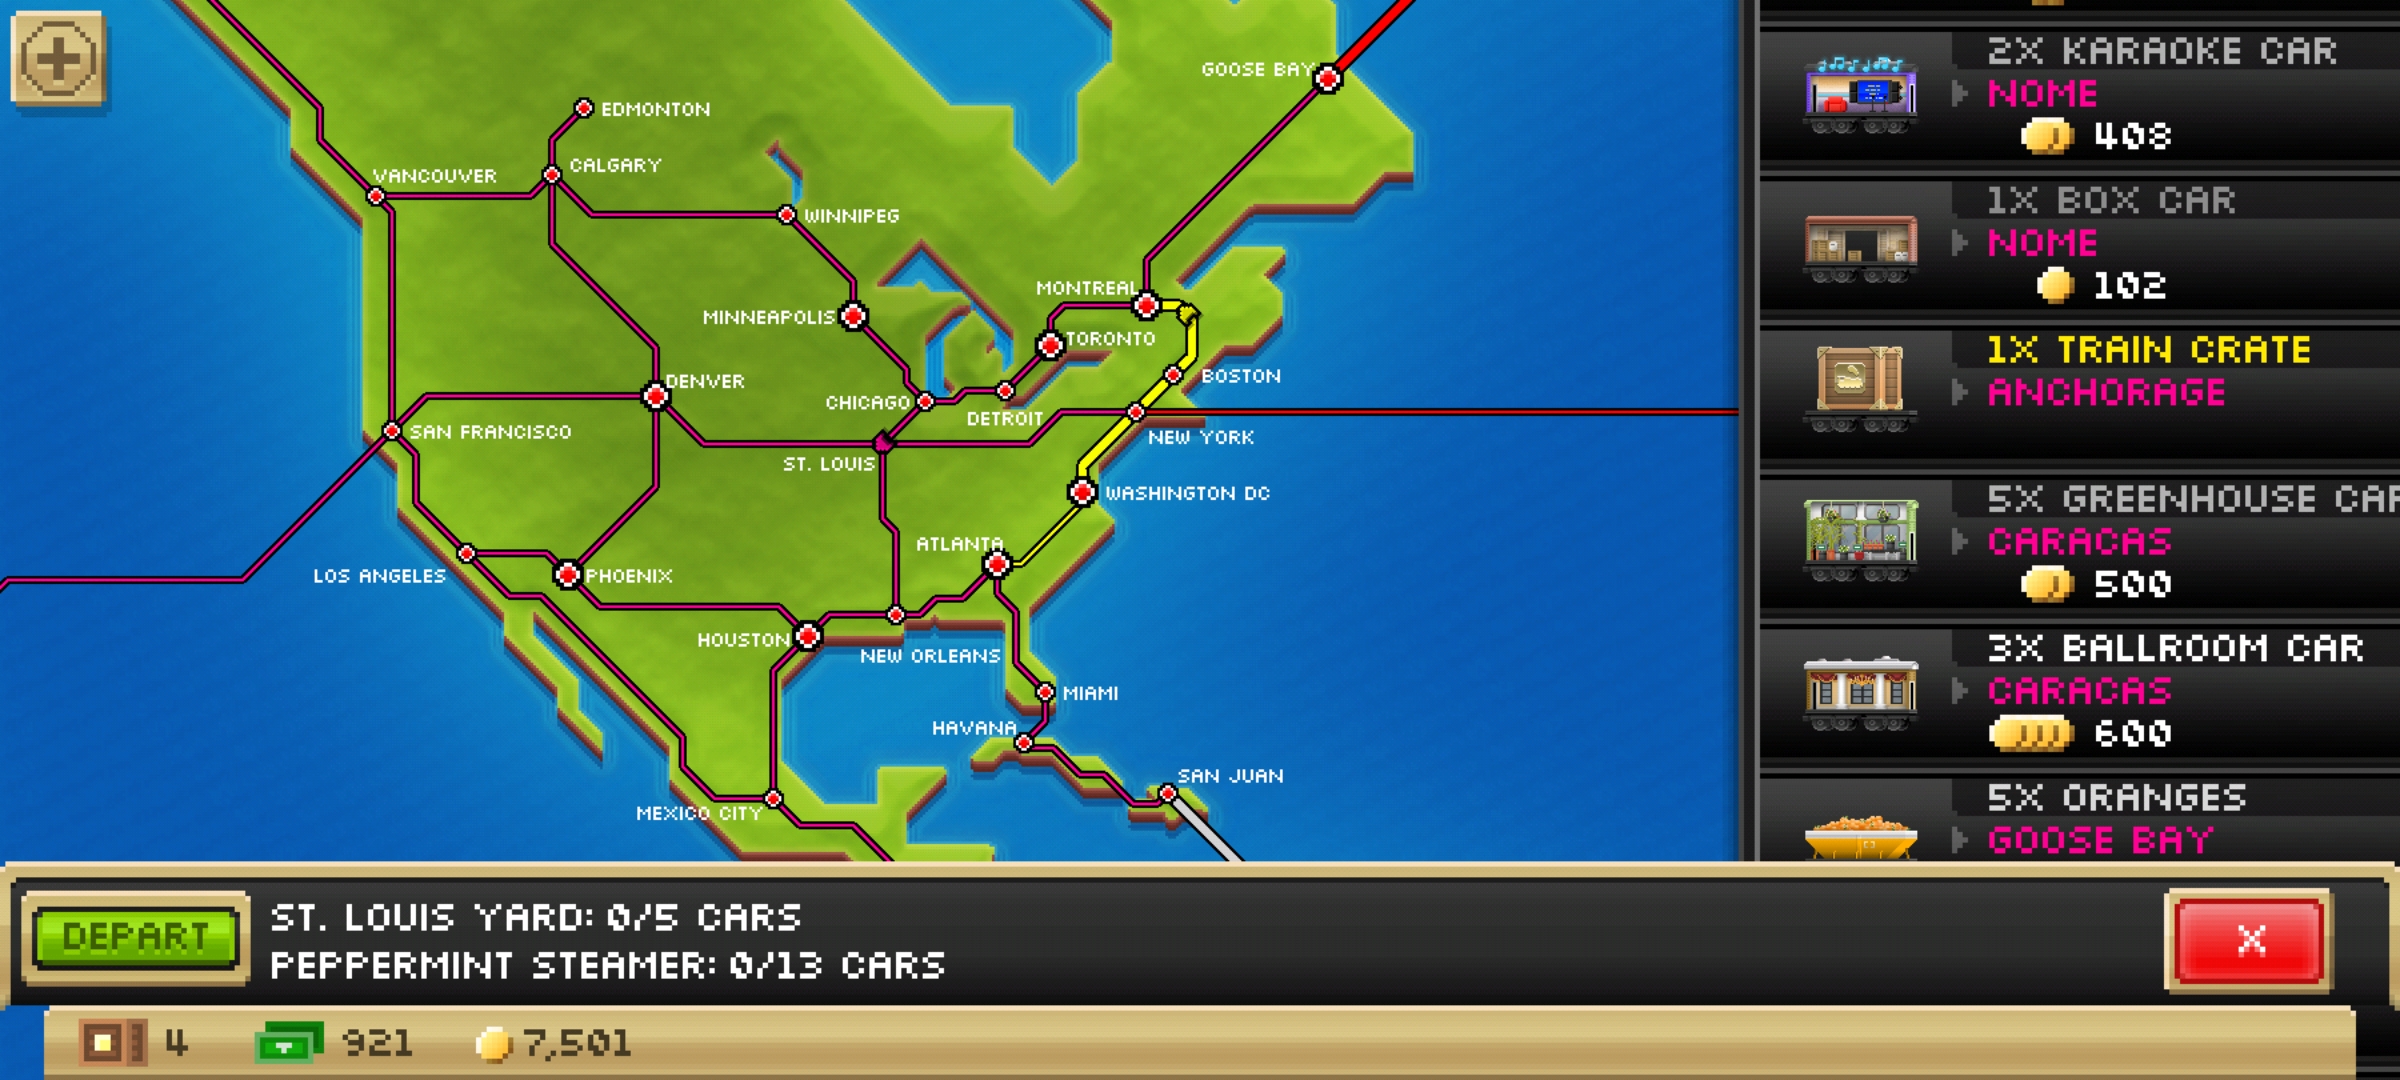 GOOSE BAY
EDMONTON
CALGARY
VANCOUVER
WINNIPEG
MONTREAL
MINNEAPOLIS
TORONTO
BOSTON
DENVER
CHICAGO
DETROIT
SAN FRANCISCO
NEW YORK
ST. LOUIS
WASHINGTON DC
ATLANTA
LOS ANGELES
PHOENIX
HOUSTON
NEW ORLEANS
MIAMI
HAVANA
SAN JUAN
MEXICO CITY
2X KARAOKE CAR
NOME
408
1X BOX CAR
NOME
102
1X TRAIN CRATE
ANCHORAGE
5X GREENHOUSE CAR
CARACAS
500
3X BALLROOM CAR
CARACAS
600
5X ORANGES
GOOSE BAY
DEPART
ST. LOUIS YARD: 0/5 CARS
PEPPERMINT STEAMER: 0/13 CARS
X
4
921
7,501